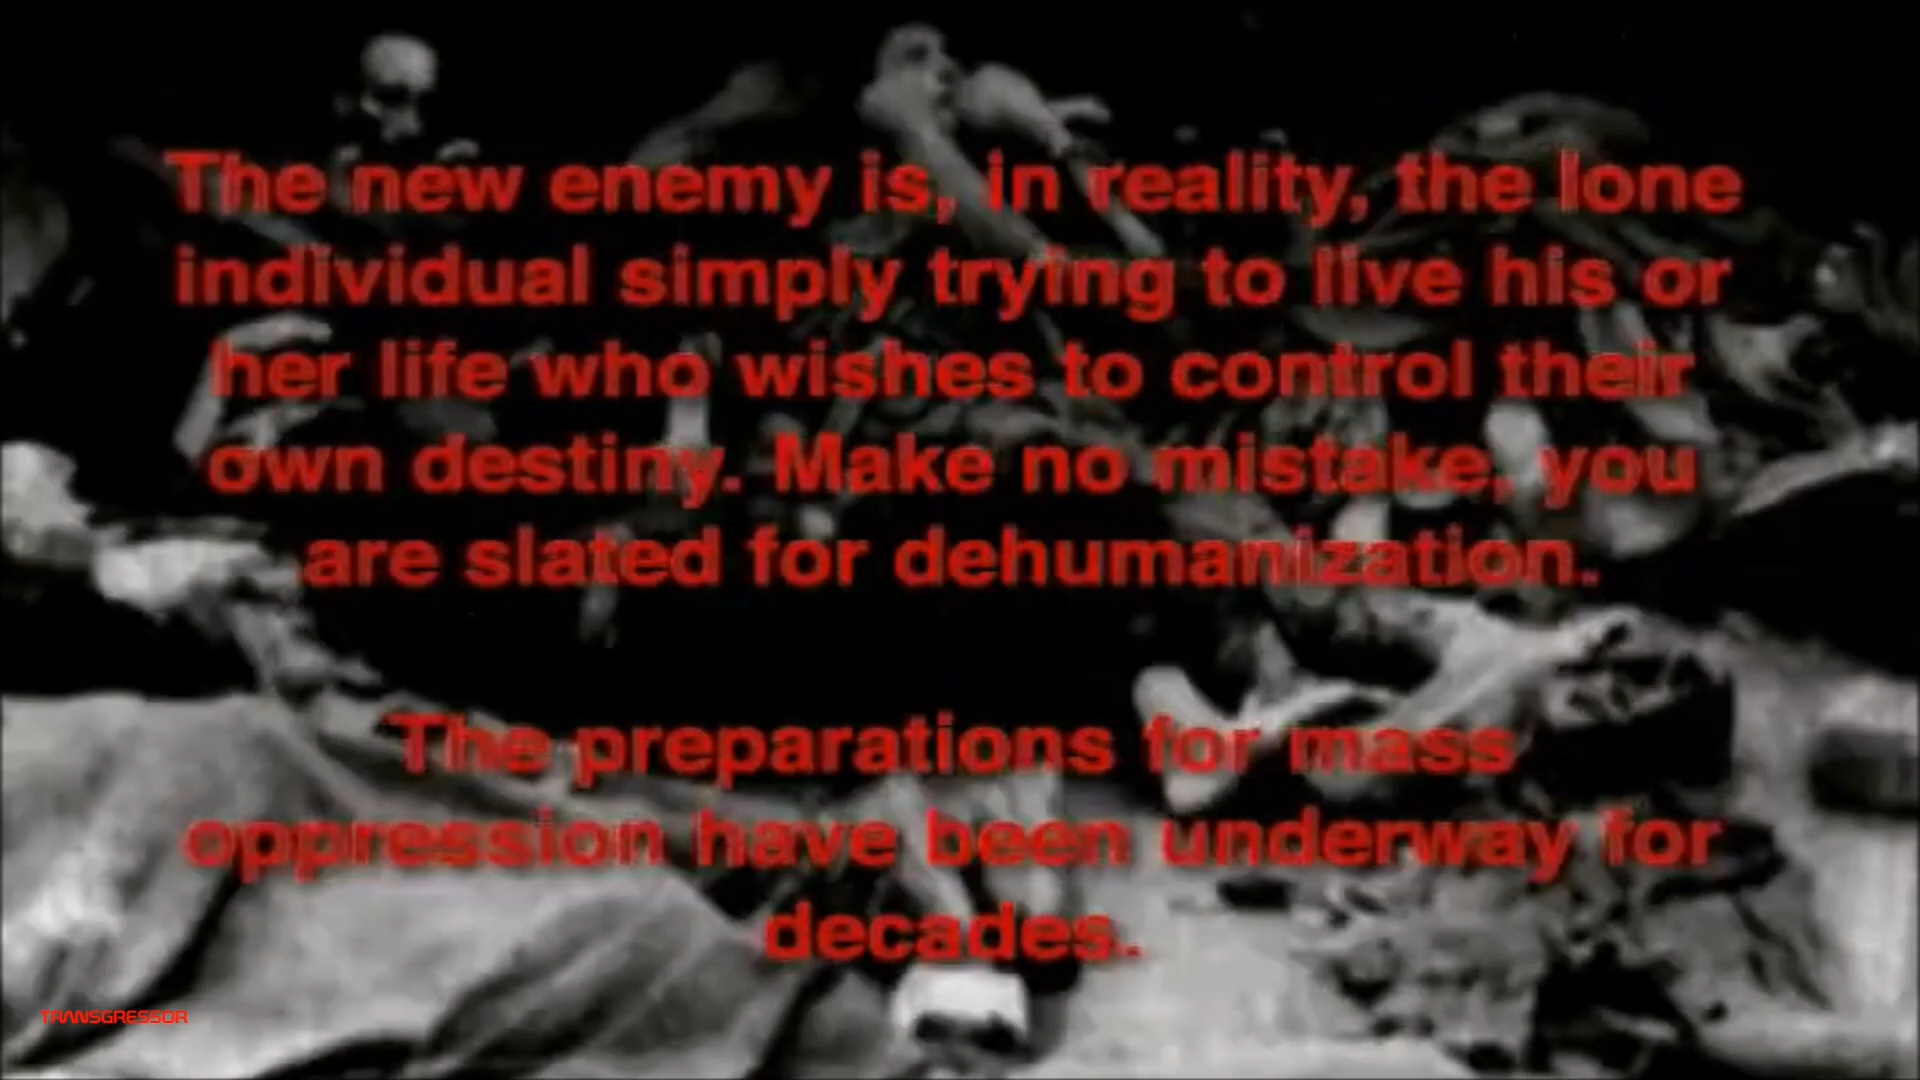 The new enemy is, in reality, the lone
individual simply trying to live his or
her life who wishes to control their
own destiny. Make no mistake, you
are slated for dehumanization.
The preparations for mass
oppression have been underway for
decades.
TRANSGRESSOR